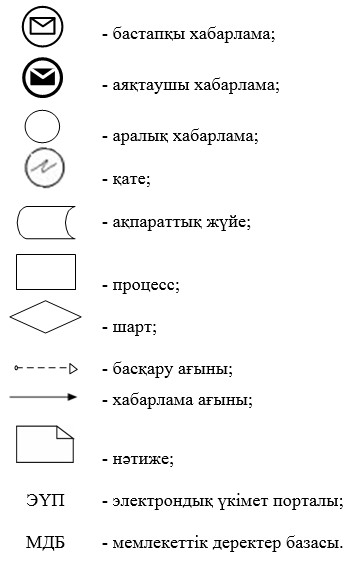 - бастапқы хабарлама;
- аяқтаушы хабарлама;
- аралық хабарлама;
- қате;
- ақпараттық жүйе;
- процесс;
- шарт;
- басқару ағыны;
- хабарлама ағыны;
- нәтиже;
ЭҮП - электрондық үкімет порталы;
МДБ - мемлекеттік деректер базасы.